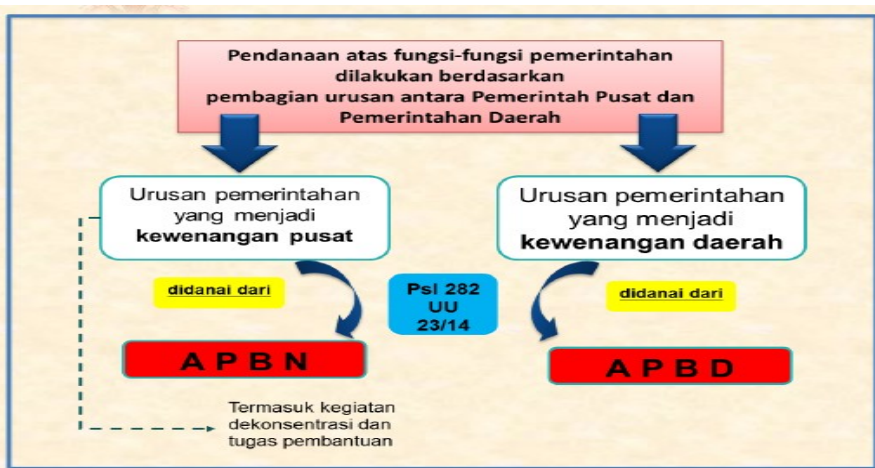 Pendanaan atas fungsi-fungsi pemerintahan
dilakukan berdasarkan
pembagian urusan antara Pemerintah Pusat dan
Pemerintahan Daerah
Urusan pemerintahan
yang menjadi
kewenangan pusat
Urusan pemerintahan
yang menjadi
kewenangan daerah
didanai dari
Psl 282
UU
23/14
didanai dari
A P B N
A P B D
Termasuk kegiatan
dekonsentrasi dan
tugas pembantuan